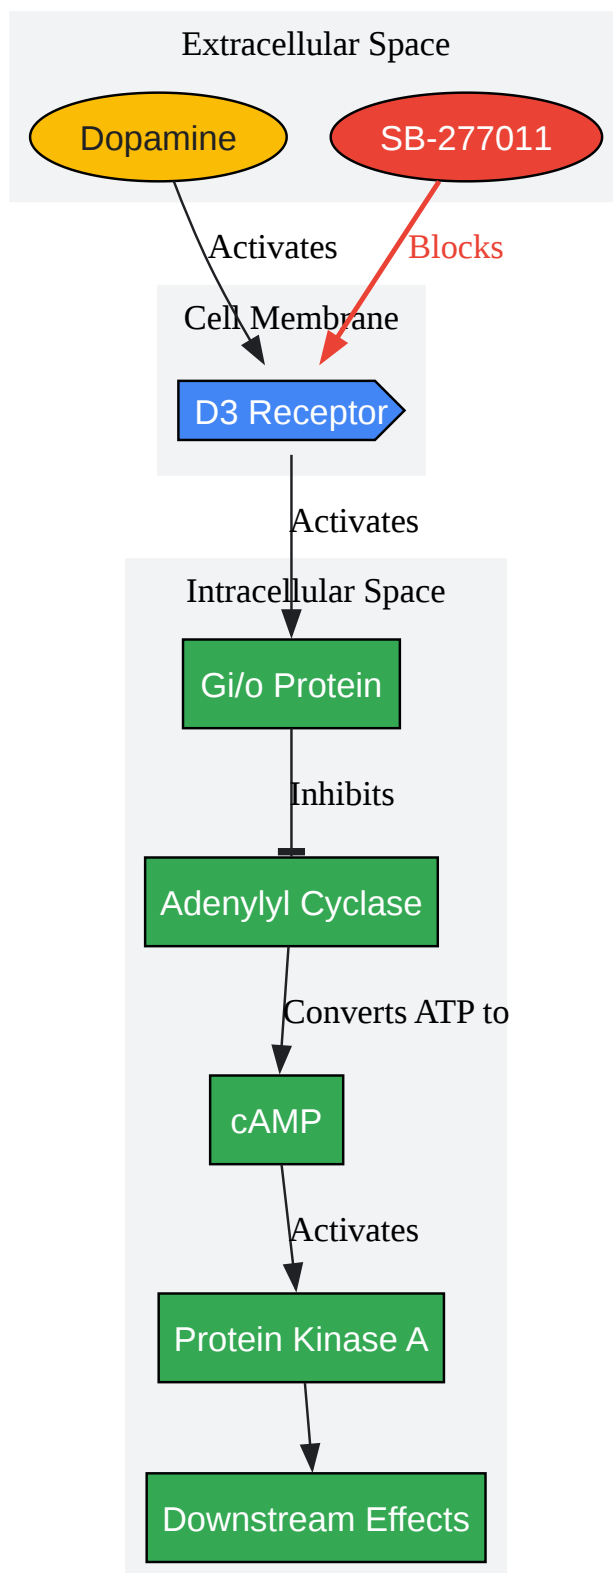 Extracellular Space
Dopamine
SB-277011
Activates
Blocks
Cell Membrane
D3 Receptor
Activates
Intracellular Space
Gi/o Protein
Inhibits
Adenylyl Cyclase
Converts ATP to
cAMP
Activates
Protein Kinase A
Downstream Effects